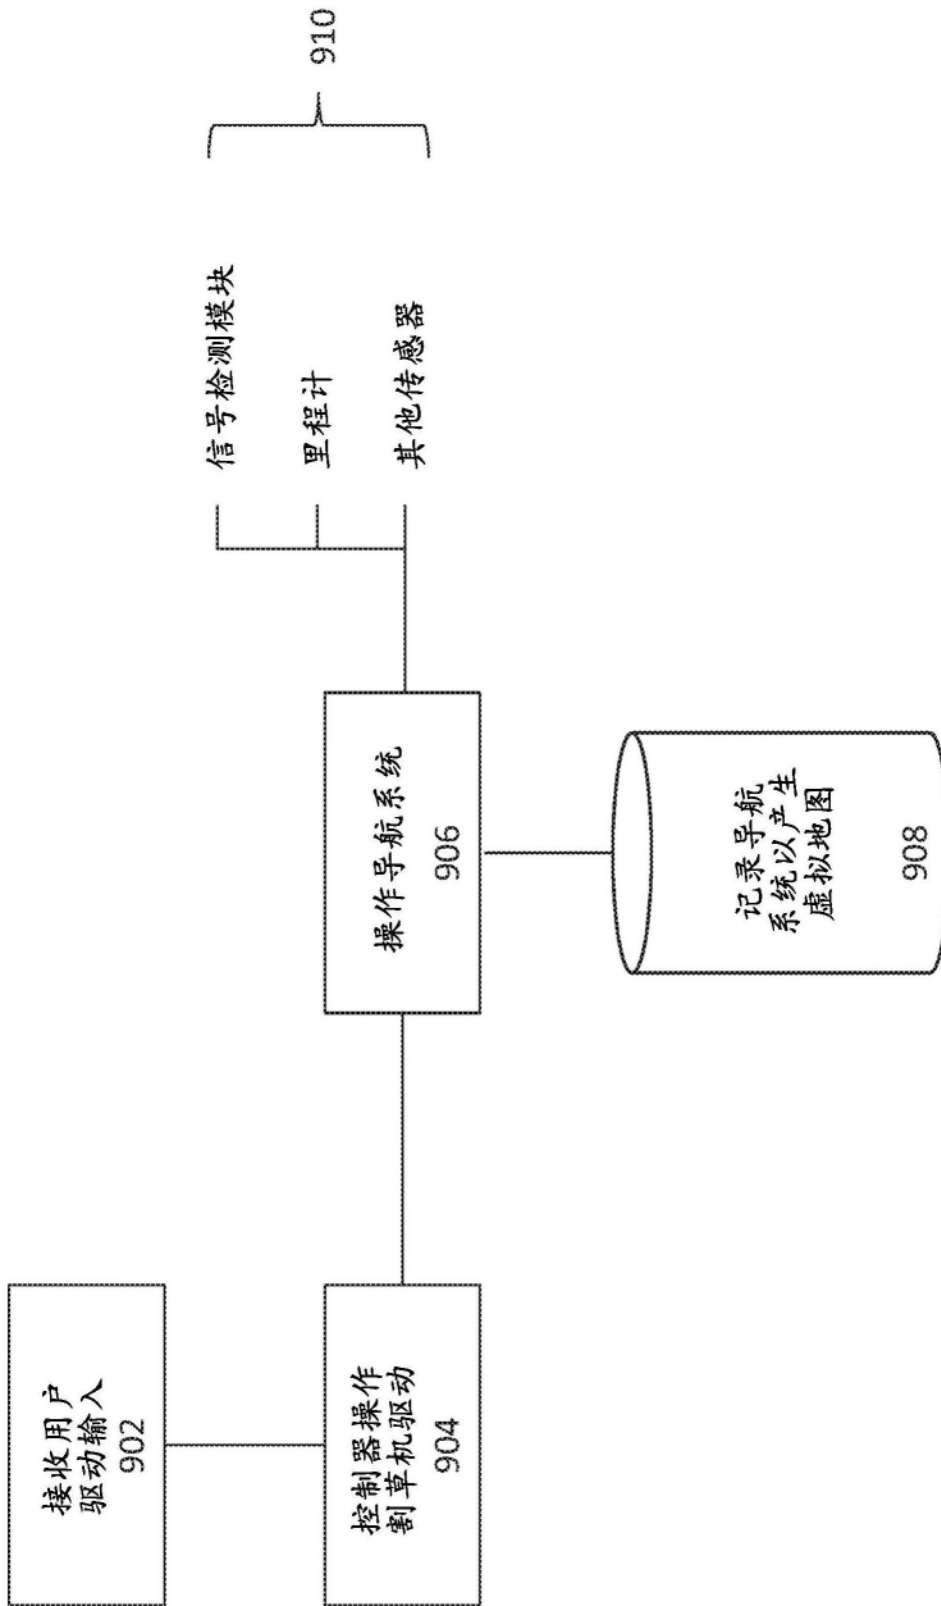 接收用户
驱动输入
902
控制器操作
割草机驱动
904
操作导航系统
906
记录导航
系统以产生
虚拟地图
908
信号检测模块
里程计
其他传感器
910